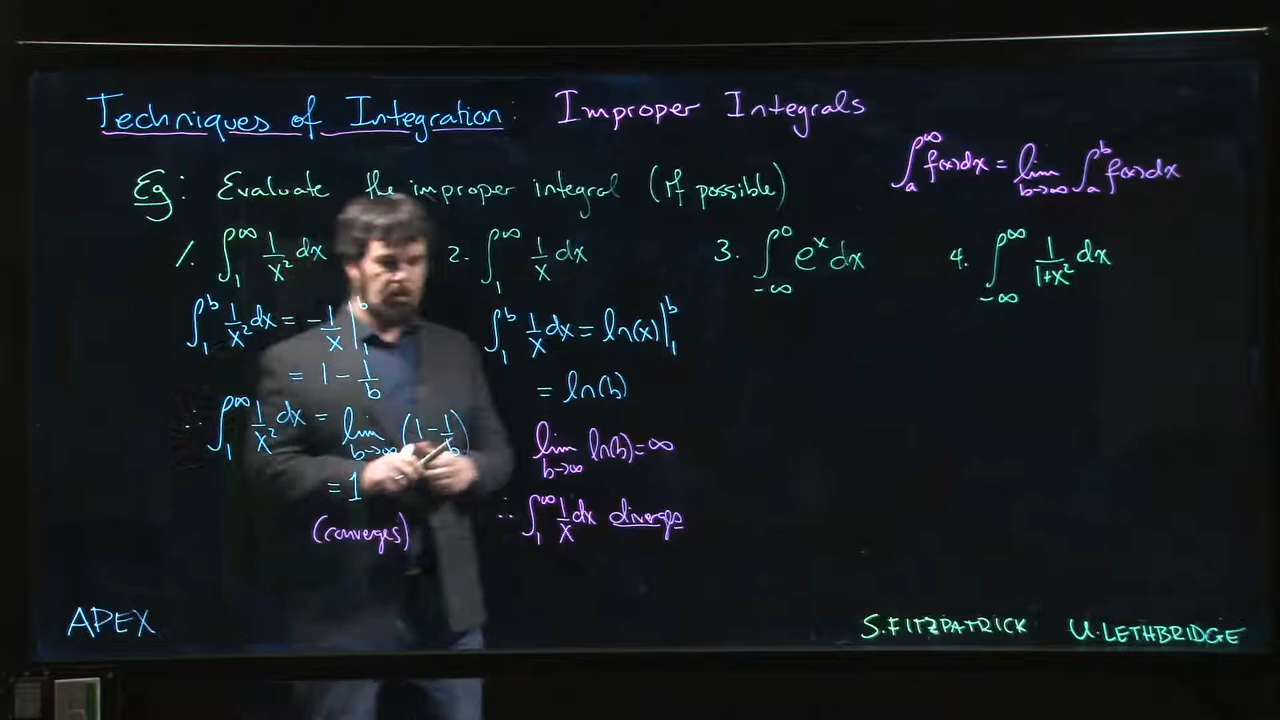 Techniques of Integration: Improper Integrals
∫_a^∞ f(x)dx = lim_{b→∞} ∫_a^b f(x)dx
Eg: Evaluate the improper integral (if possible)
1. ∫_1^∞ 1/x² dx
∫_1^b 1/x² dx = -1/x |_1^b
= 1 - 1/b
∴ ∫_1^∞ 1/x² dx = lim_{b→∞} (1 - 1/b)
= 1
(converges)
2. ∫_1^∞ 1/x dx
∫_1^b 1/x dx = ln(x)|_1^b
= ln(b)
lim_{b→∞} ln(b) = ∞
∴ ∫_1^∞ 1/x dx diverges
3. ∫_{-∞}^0 e^x dx
4. ∫_{-∞}^∞ 1/(1+x²) dx
APEX
S.FITZPATRICK U.LETHBRIDGE